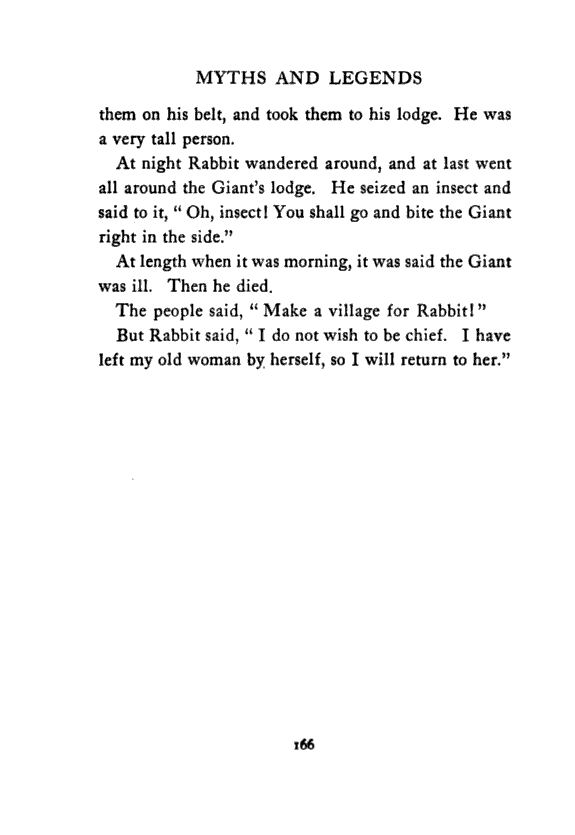 MYTHS AND LEGENDS
them on his belt, and took them to his lodge. He was
a very tall person.
At night Rabbit wandered around, and at last went
all around the Giant's lodge. He seized an insect and
said to it, “ Oh, insect! You shall go and bite the Giant
right in the side.”
At length when it was morning, it was said the Giant
was ill. Then he died.
The people said, “ Make a village for Rabbit! ”
But Rabbit said, “ I do not wish to be chief. I have
left my old woman by herself, so I will return to her.”
166